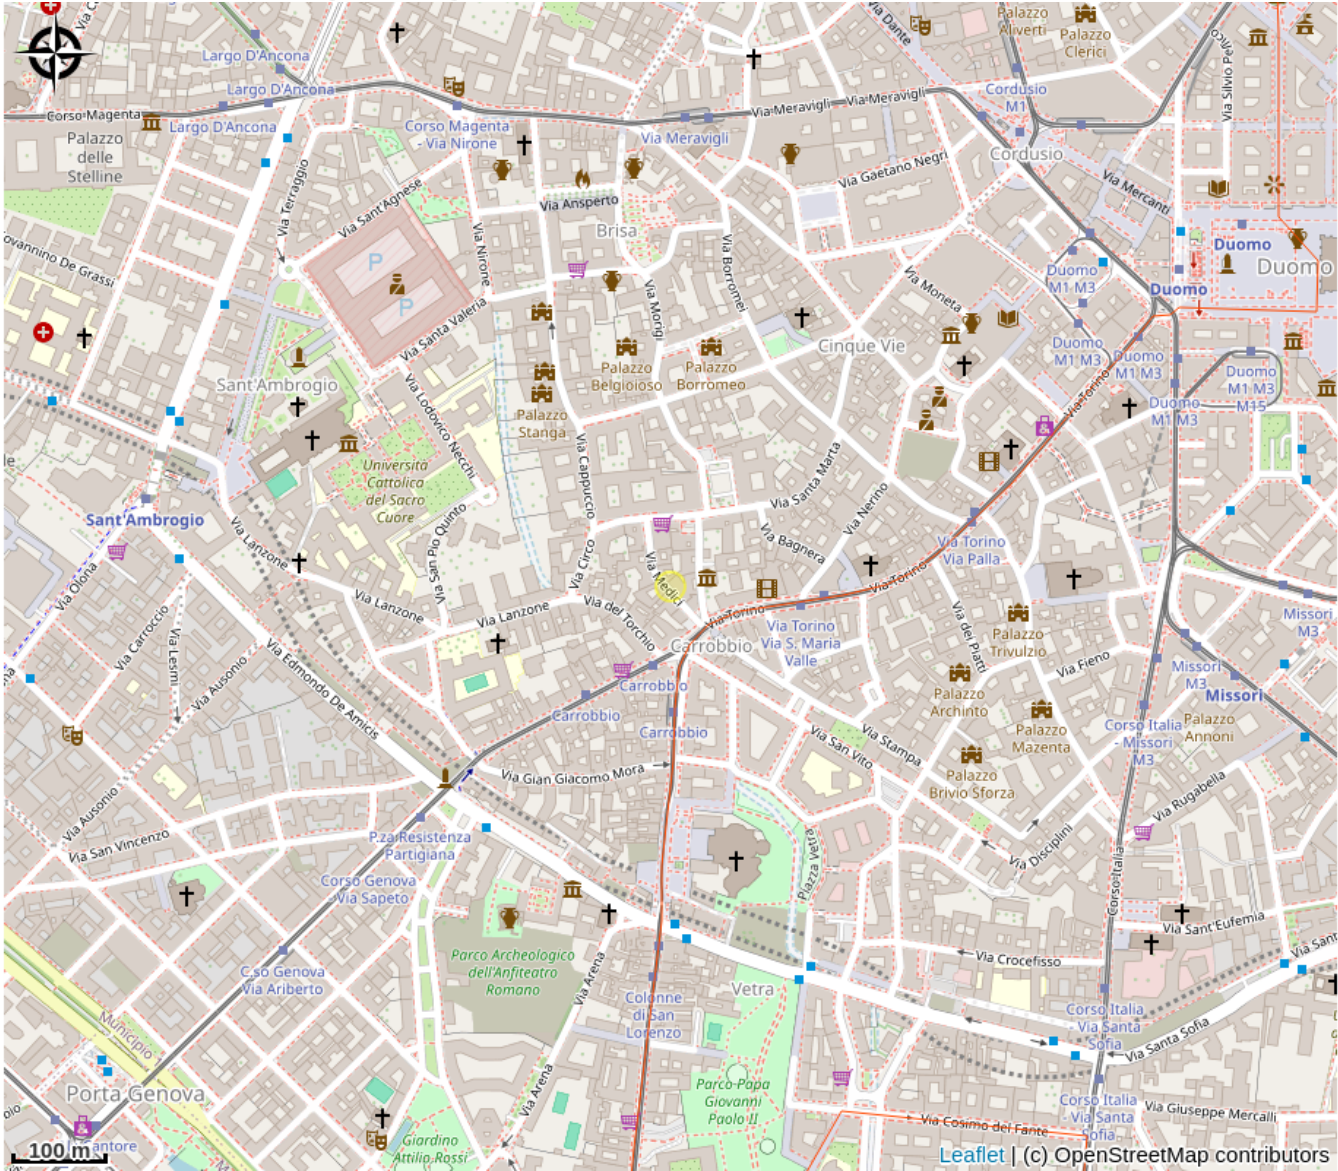 Via Dante
Palazzo
Aliverti
Palazzo
Clerici
Via Silvio Pellico
Largo D'Ancona
Largo D'Ancona
Largo D'Ancona
Corso Magenta
Corso Magenta
- Via Nirone
Via Meravigli
Via Meravigli
Via Meravigli
Cordusio
M1
Cordusio
Palazzo
delle
Stelline
Via Terraggio
Via Sant'Agnese
Via Ansperto
Brisa
Via Gaetano Negri
Via Mercanti
Duomo
Duomo
ovannino De Grassi
P
P
Via Nirone
Via Borromei
Via Moneta
Duomo
M1 M3
Duomo
Via Santa Valeria
Via Morigi
Cinque Vie
Duomo
M1 M3
Duomo
M1 M3
Duomo
M1 M3
M15
Duomo
M1 M3
Sant'Ambrogio
Palazzo
Belgioioso
Palazzo
Borromeo
Palazzo
Stanga
Via Torino
Via Lodovico Necchi
Via Cappuccio
Università
Cattolica
del Sacro
Cuore
Via Santa Marta
Via Nerino
Via Bagnera
Sant'Ambrogio
Via Lanzone
Via San Pio Quinto
Via Circo
Via Medici
Via Torino
Via Palla
Via Torino
Via Olona
Via Lanzone
Via Lanzone
Via del Torchio
Via Torino
Carrobbio
Via Torino
Via S. Maria
Valle
Via dei Piatti
Palazzo
Trivulzio
Via Fieno
Missori
M3
Via Carroccio
Via Lesmi
Via Ausonio
Via Edmondo De Amicis
Carrobbio
Carrobbio
Carrobbio
Palazzo
Archinto
Palazzo
Mazenta
Missori
M3
Missori
Corso Italia
- Missori
M3
Palazzo
Annoni
Via San Vito
Via Stampa
Palazzo
Brivio Sforza
Via Gian Giacomo Mora
Via Rugabella
Via Ausonio
Via San Vincenzo
P.za Resistenza
Partigiana
Corso Genova
- Via Sapeto
Piazza Vetra
Via Disciplini
Corso Italia
Via Sant'Eufemia
Via Sant
Via Crocefisso
C.so Genova
Via Ariberto
Parco Archeologico
dell'Anfiteatro
Romano
Via Arena
Colonne
di San
Lorenzo
Vetra
Corso Italia
- Via Santa
Sofia
Via Santa Sofia
Municipio 1
Porta Genova
Via Arena
Parco Papa
Giovanni
Paolo II
Corso Italia
- Via Santa
Sofia
Via Giuseppe Mercalli
Via Cosimo del Fante
Giardino
Attilio Rossi
100 m
Leaflet | (c) OpenStreetMap contributors